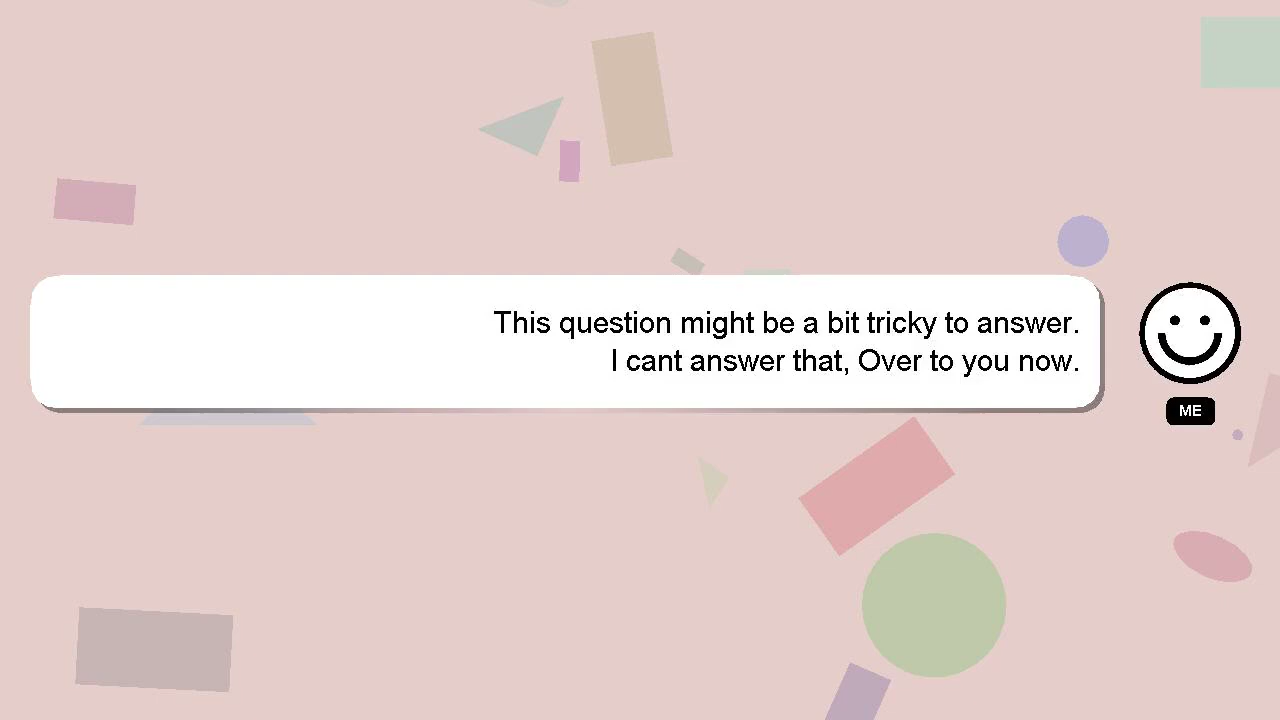 This question might be a bit tricky to answer.
I cant answer that, Over to you now.
ME